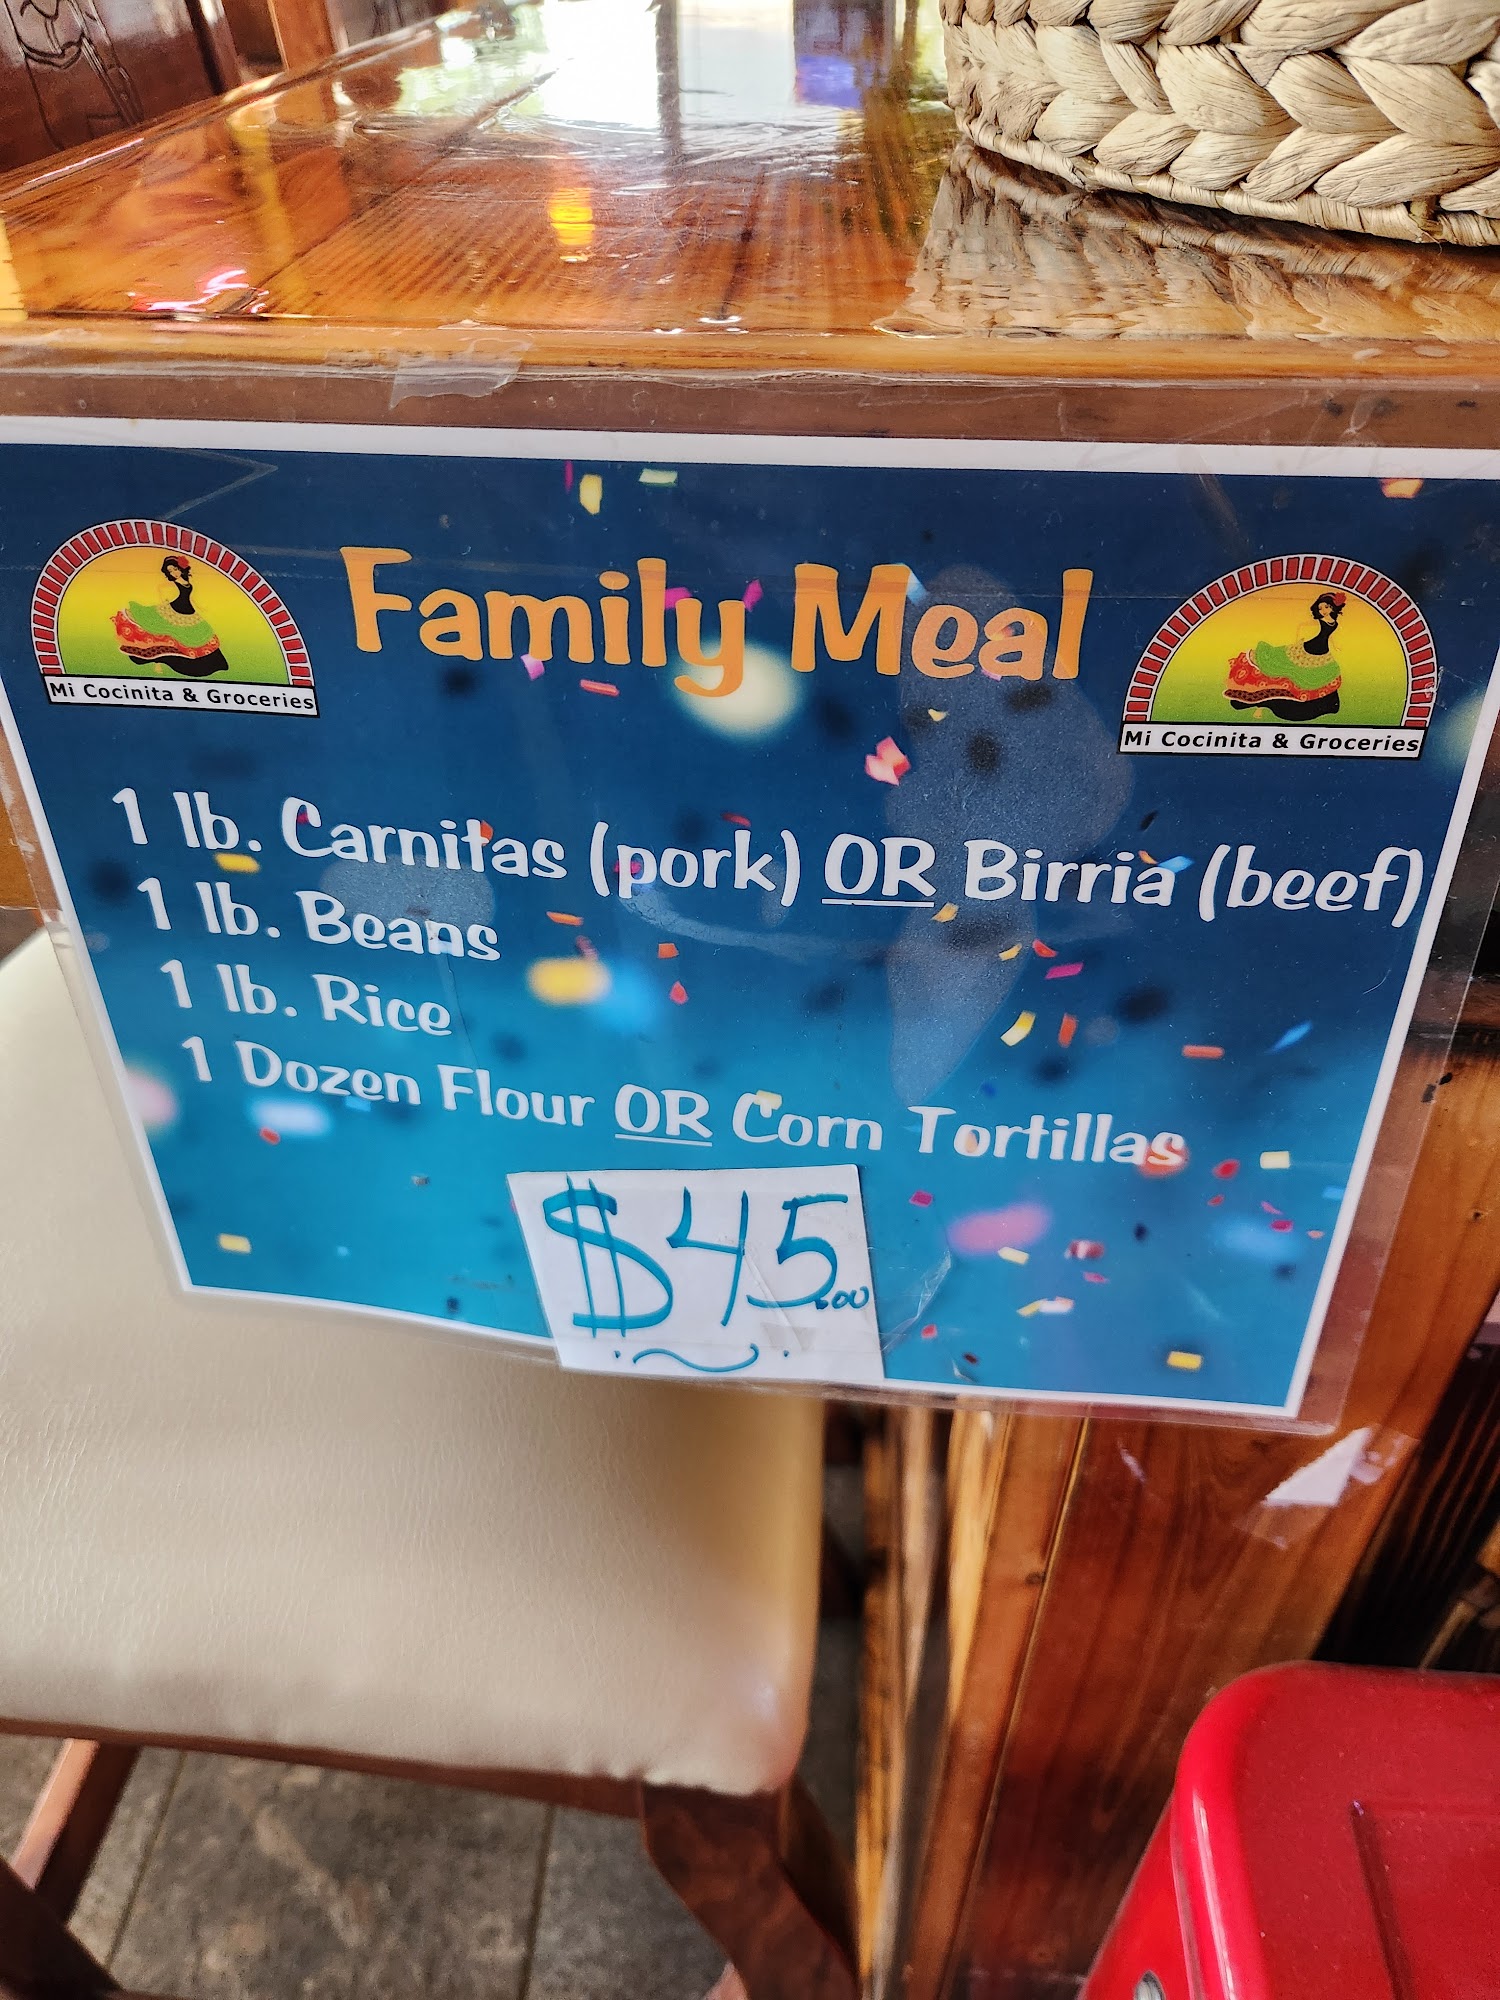 Family Meal
Mi Cocinita & Groceries
Mi Cocinita & Groceries
1 lb. Carnitas (pork) OR Birria (beef)
1 lb. Beans
1 lb. Rice
1 Dozen Flour OR Corn Tortillas
$45.00